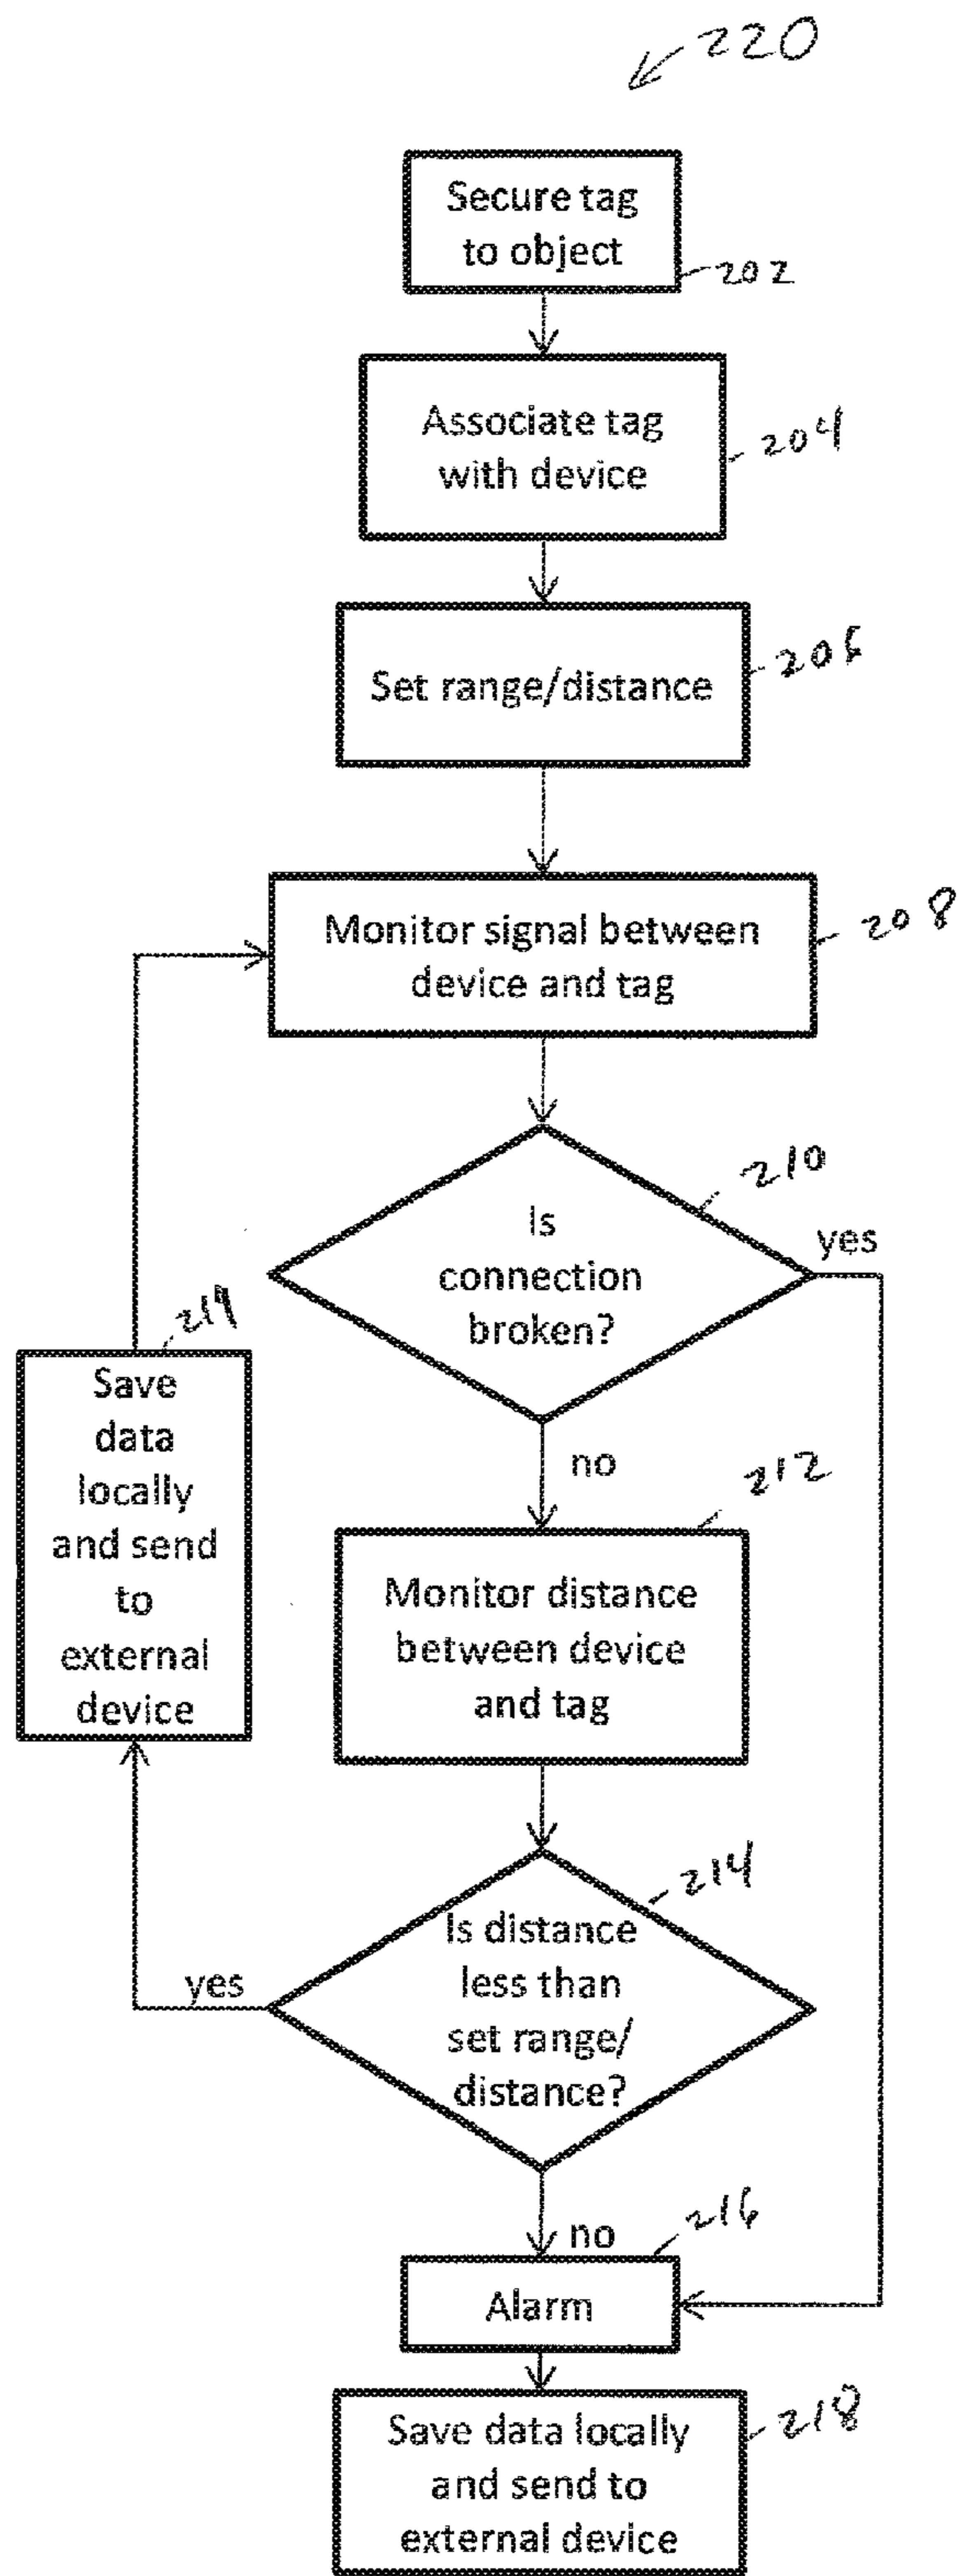 220
Secure tag
to object
202
Associate tag
with device
204
Set range/distance
206
Monitor signal between
device and tag
208
210
Is
connection
broken?
yes
no
214
Save
data
locally
and send
to
external
device
212
Monitor distance
between device
and tag
214
Is distance
less than
set range/
distance?
yes
no
216
Alarm
218
Save data locally
and send to
external device